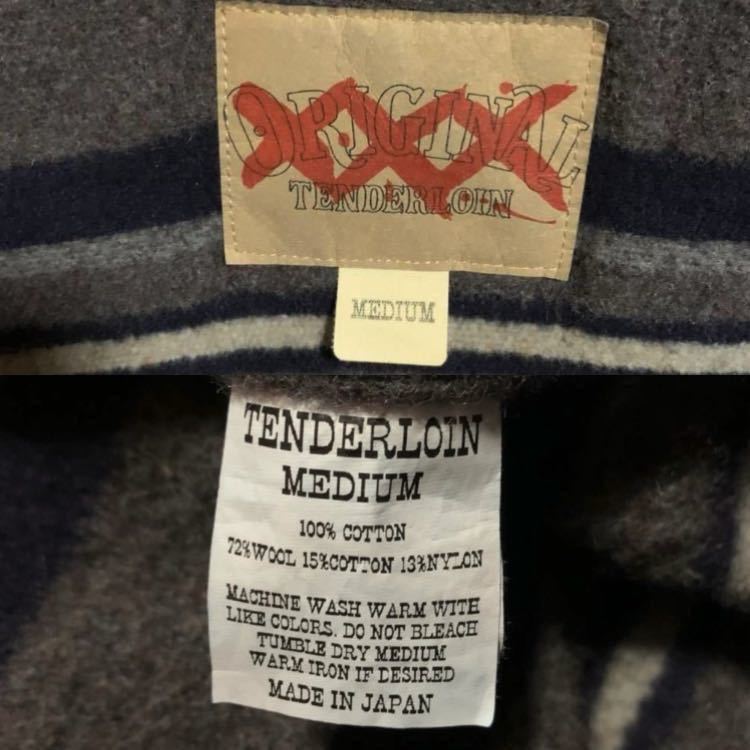 ORIGINAL
TENDERLOIN
MEDIUM
TENDERLOIN
MEDIUM
100% COTTON
72%WOOL 15%COTTON 13%NYLON
MACHINE WASH WARM WITH
LIKE COLORS. DO NOT BLEACH
TUMBLE DRY MEDIUM
WARM IRON IF DESIRED
MADE IN JAPAN